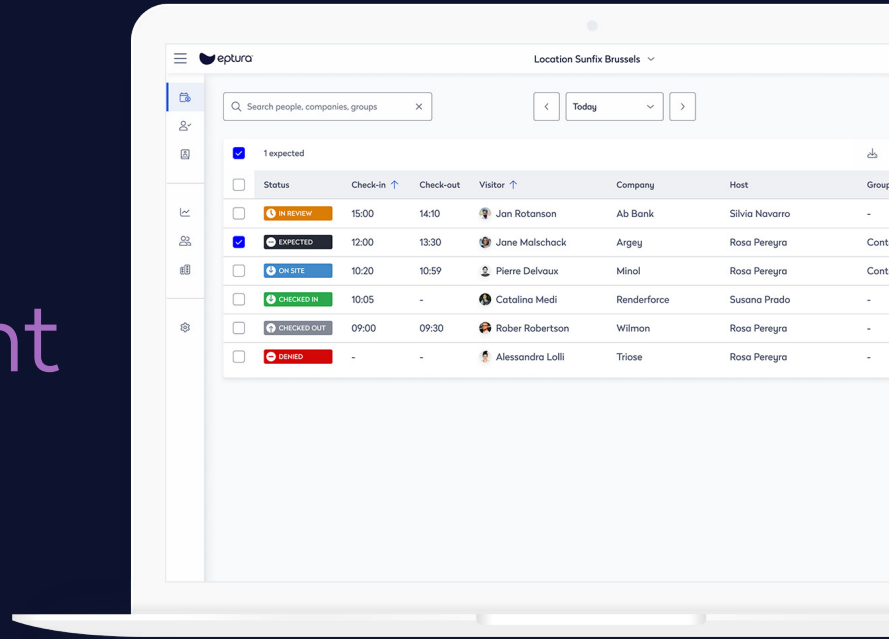 nt
eptura
Location Sunfix Brussels
Search people, companies, groups
Today
1 expected
Status Check-in Check-out Visitor Company Host Group
IN REVIEW 15:00 14:10 Jan Rotanson Ab Bank Silvia Navarro -
EXPECTED 12:00 13:30 Jane Malschack Argey Rosa Pereyra Cont
ON SITE 10:20 10:59 Pierre Delvaux Minol Rosa Pereyra Cont
CHECKED IN 10:05 - Catalina Medi Renderforce Susana Prado -
CHECKED OUT 09:00 09:30 Rober Robertson Wilmon Rosa Pereyra -
DENIED - - Alessandra Lolli Triose Rosa Pereyra -